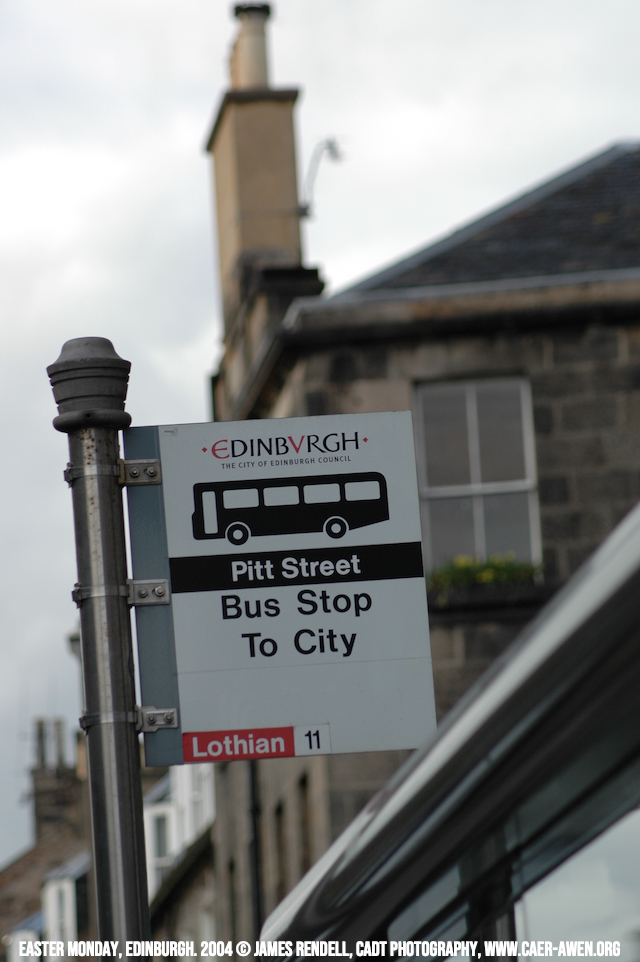 ·EDINBVRGH·
THE CITY OF EDINBURGH COUNCIL
Pitt Street
Bus Stop
To City
Lothian 11
EASTER MONDAY, EDINBURGH. 2004 © JAMES RENDELL, CADT PHOTOGRAPHY, WWW.CAER-AWEN.ORG